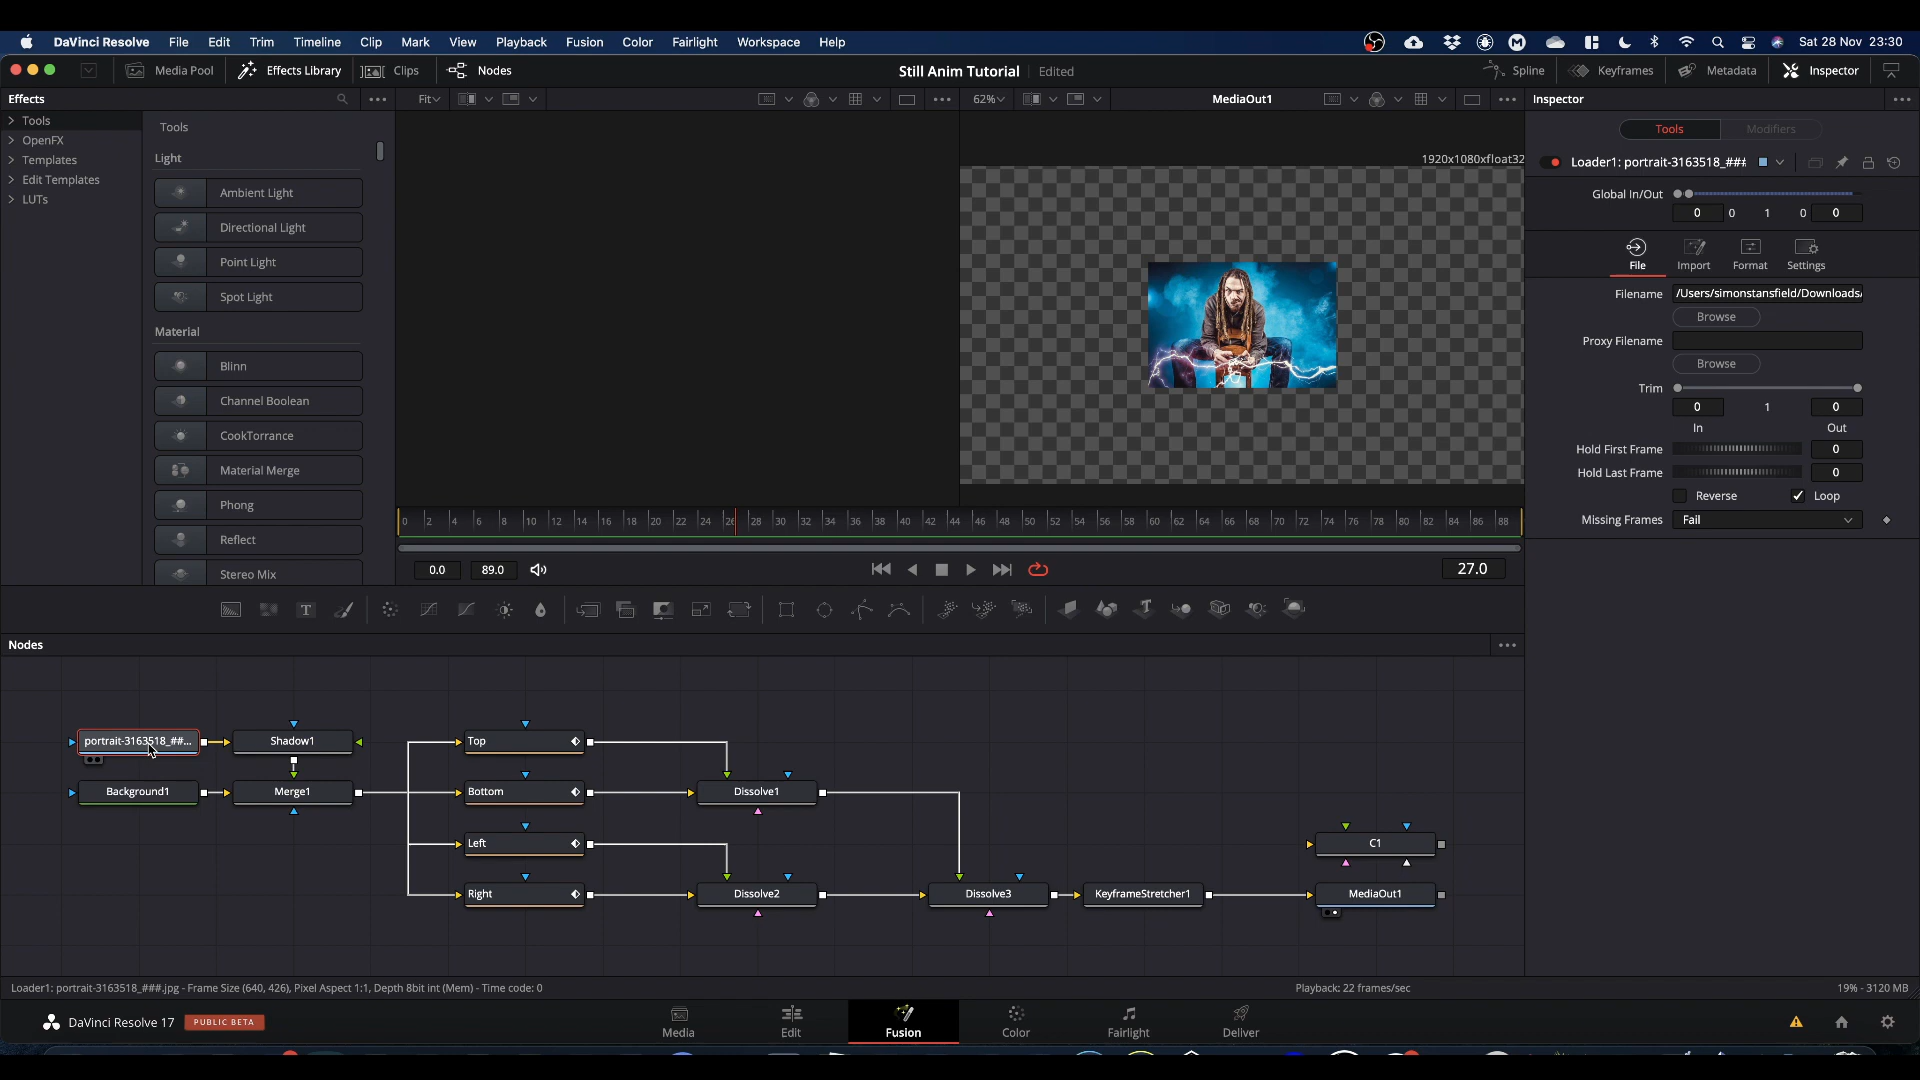 DaVinci Resolve File Edit Trim Timeline Clip Mark View Playback Fusion Color Fairlight Workspace Help Sat 28 Nov 23:30
Media Pool Effects Library Clips Nodes Still Anim Tutorial Edited Spline Keyframes Metadata Inspector
Effects Fit 62% MediaOut1 Inspector
Tools
OpenFX
Templates
Edit Templates
LUTs
Tools
Light
Ambient Light
Directional Light
Point Light
Spot Light
Material
Blinn
Channel Boolean
CookTorrance
Material Merge
Phong
Reflect
Stereo Mix
1920x1080xfloat32
Tools Modifiers
Loader1: portrait-3163518_###
Global In/Out
0 0 1 0 0
File Import Format Settings
Filename /Users/simonstansfield/Downloads/
Browse
Proxy Filename
Browse
Trim
0 1 0
In Out
Hold First Frame 0
Hold Last Frame 0
Reverse Loop
Missing Frames Fail
0 2 4 6 8 10 12 14 16 18 20 22 24 26 28 30 32 34 36 38 40 42 44 46 48 50 52 54 56 58 60 62 64 66 68 70 72 74 76 78 80 82 84 86 88
0.0 89.0 27.0
T
Nodes
portrait-3163518_##... Shadow1 Top
Background1 Merge1 Bottom Dissolve1
Left C1
Right Dissolve2 Dissolve3 KeyframeStretcher1 MediaOut1
Loader1: portrait-3163518_###.jpg - Frame Size (640, 426), Pixel Aspect 1:1, Depth 8bit int (Mem) - Time code: 0 Playback: 22 frames/sec 19% - 3120 MB
DaVinci Resolve 17 PUBLIC BETA Media Edit Fusion Color Fairlight Deliver